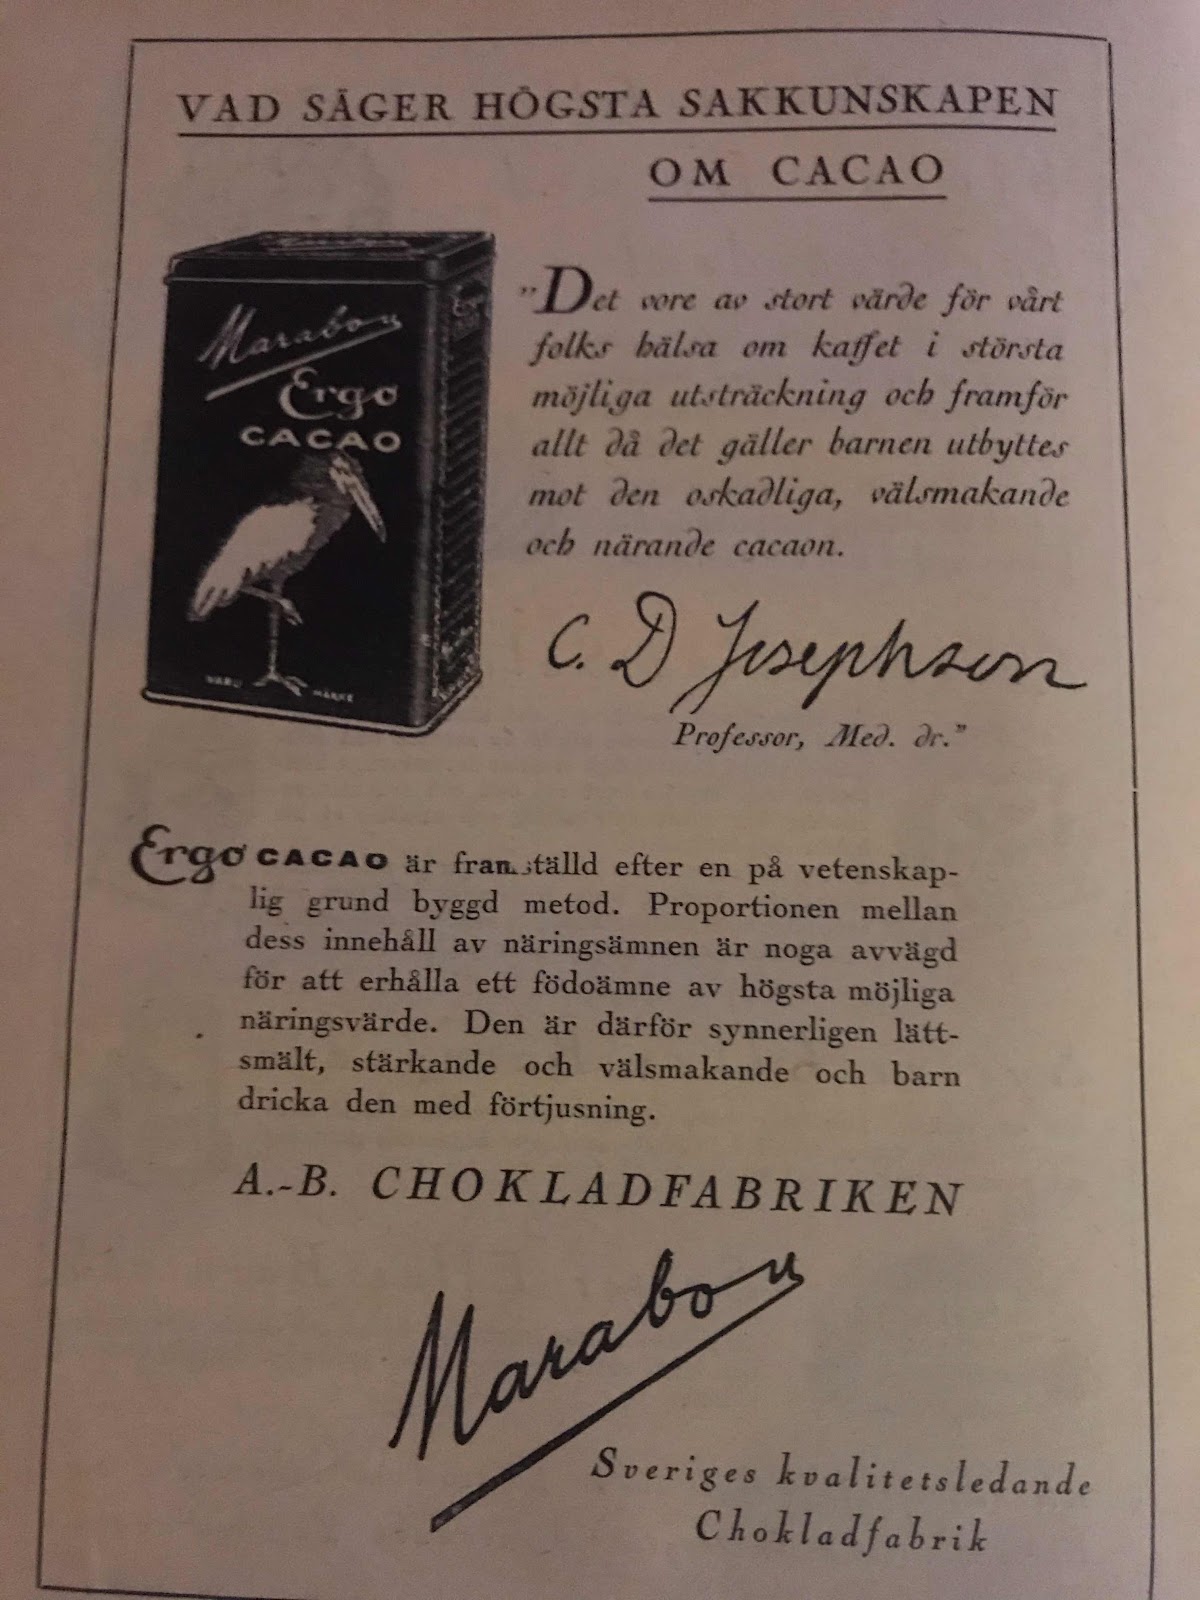 VAD SÄGER HÖGSTA SAKKUNSKAPEN
OM CACAO
Marabou
Ergo
CACAO
VARU MÄRKE
"Det vore av stort värde för vårt
folks hälsa om kaffet i största
möjliga utsträckning och framför
allt då det gäller barnen utbyttes
mot den oskadliga, välsmakande
och närande cacaon.
C. D Josephson
Professor, Med. dr."
Ergo CACAO är framställd efter en på vetenskap-
lig grund byggd metod. Proportionen mellan
dess innehåll av näringsämnen är noga avvägd
för att erhålla ett födoämne av högsta möjliga
näringsvärde. Den är därför synnerligen lätt-
smält, stärkande och välsmakande och barn
dricka den med förtjusning.
A.-B. CHOKLADFABRIKEN
Marabou
Sveriges kvalitetsledande
Chokladfabrik